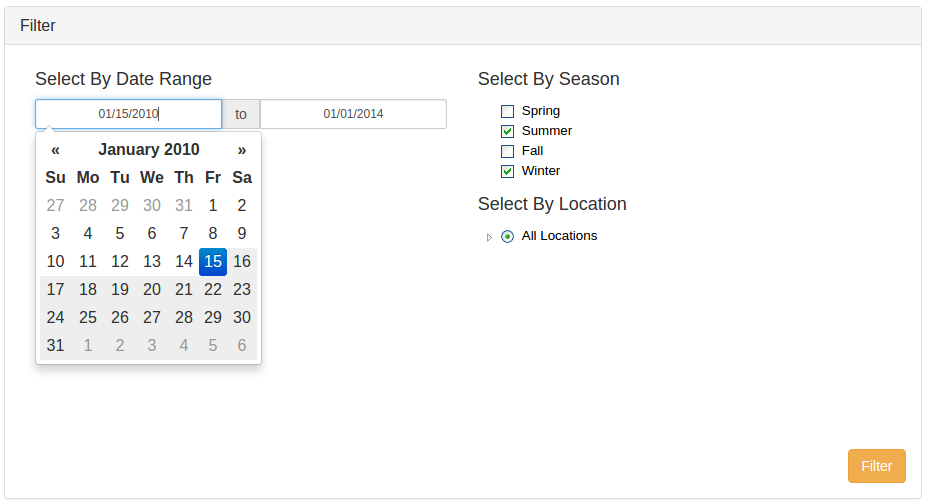 Filter
Select By Date Range
01/15/2010 to 01/01/2014
« January 2010 »
Su Mo Tu We Th Fr Sa
27 28 29 30 31 1 2
3 4 5 6 7 8 9
10 11 12 13 14 15 16
17 18 19 20 21 22 23
24 25 26 27 28 29 30
31 1 2 3 4 5 6
Select By Season
Spring
Summer
Fall
Winter
Select By Location
All Locations
Filter